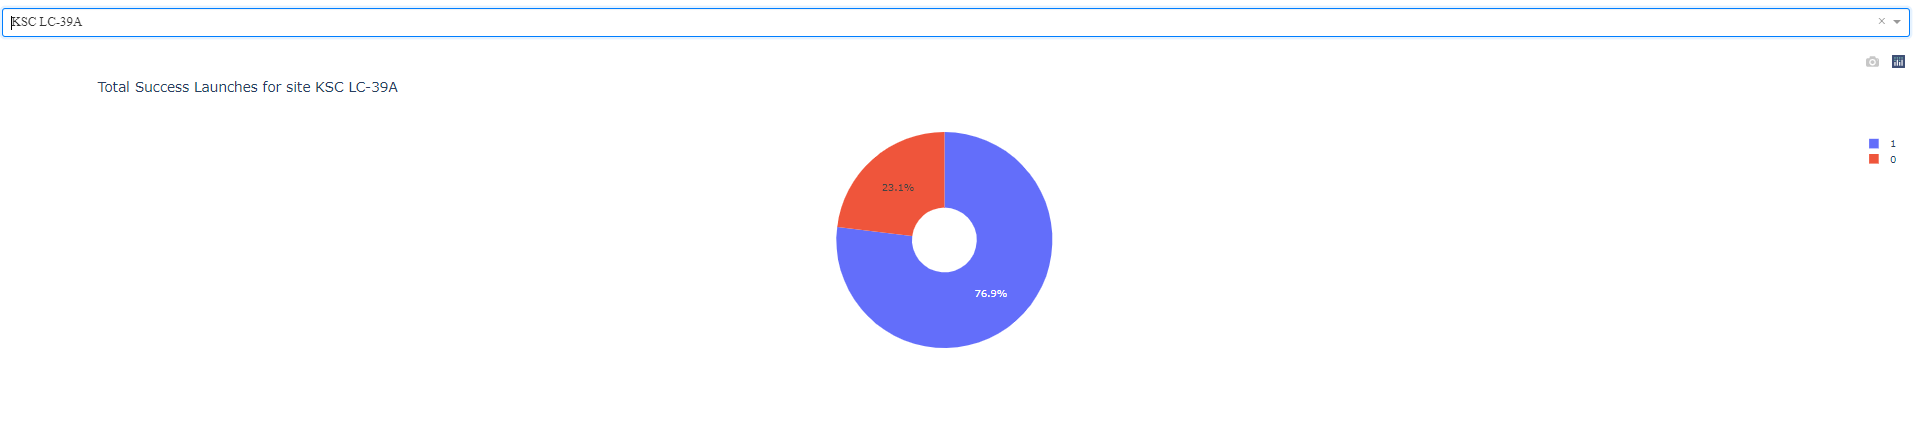 KSC LC-39A
Total Success Launches for site KSC LC-39A
1
0
23.1%
76.9%